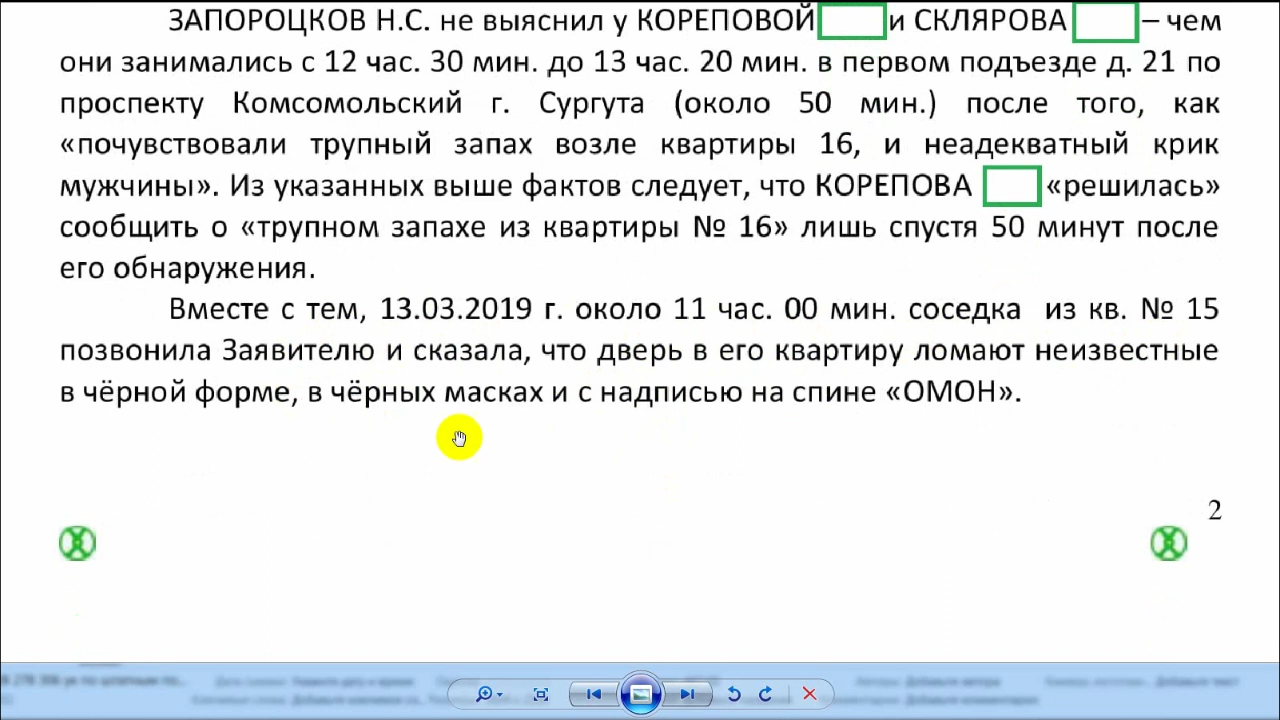 ЗАПОРОЦКОВ Н.С. не выяснил у КОРЕПОВОЙ и СКЛЯРОВА – чем
они занимались с 12 час. 30 мин. до 13 час. 20 мин. в первом подъезде д. 21 по
проспекту Комсомольский г. Сургута (около 50 мин.) после того, как
«почувствовали трупный запах возле квартиры 16, и неадекватный крик
мужчины». Из указанных выше фактов следует, что КОРЕПОВА «решилась»
сообщить о «трупном запахе из квартиры № 16» лишь спустя 50 минут после
его обнаружения.
Вместе с тем, 13.03.2019 г. около 11 час. 00 мин. соседка из кв. № 15
позвонила Заявителю и сказала, что дверь в его квартиру ломают неизвестные
в чёрной форме, в чёрных масках и с надписью на спине «ОМОН».
2